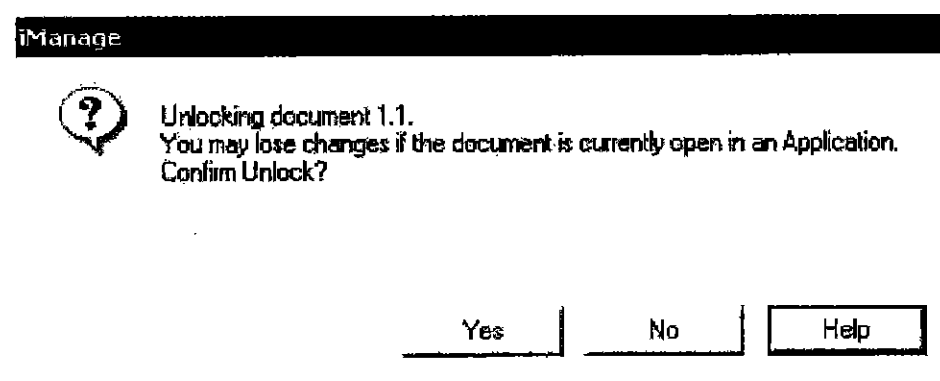 iManage
?
Unlocking document 1.1.
You may lose changes if the document is currently open in an Application.
Confirm Unlock?
Yes No Help